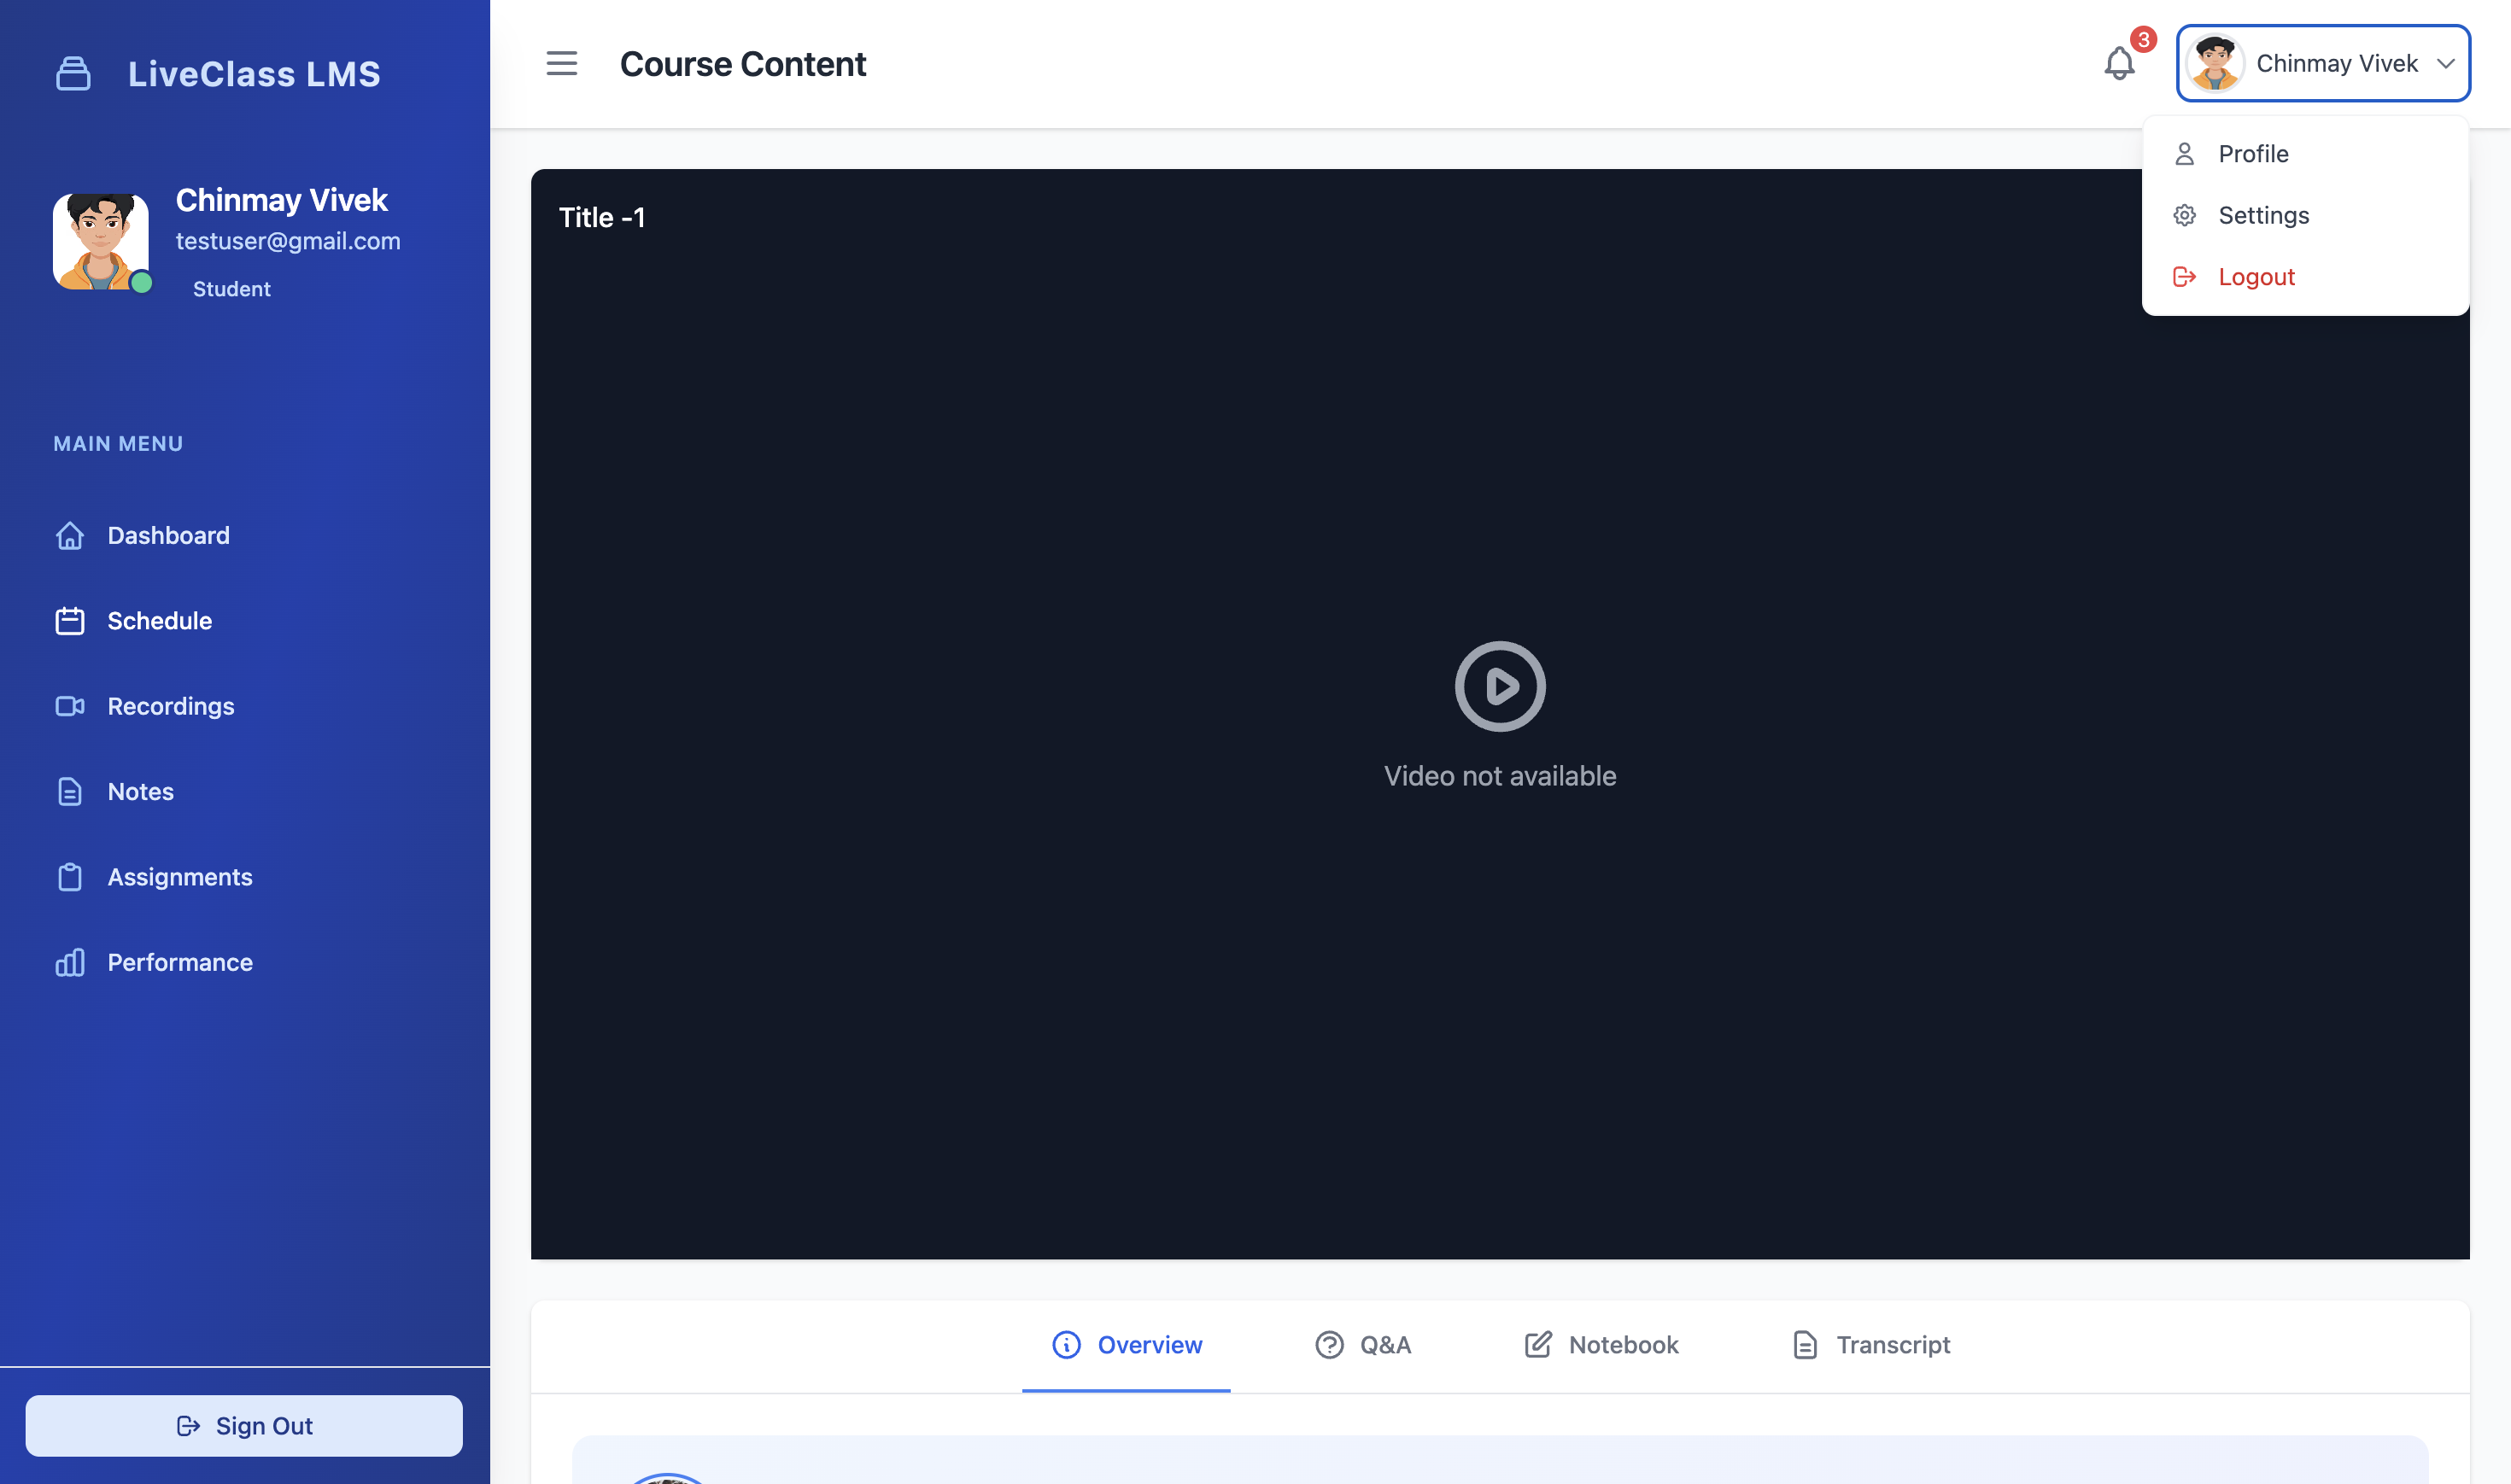 LiveClass LMS
Chinmay Vivek
testuser@gmail.com
Student
MAIN MENU
Dashboard
Schedule
Recordings
Notes
Assignments
Performance
Sign Out
Course Content
3
Chinmay Vivek
Profile
Settings
Logout
Title -1
Video not available
Overview
Q&A
Notebook
Transcript